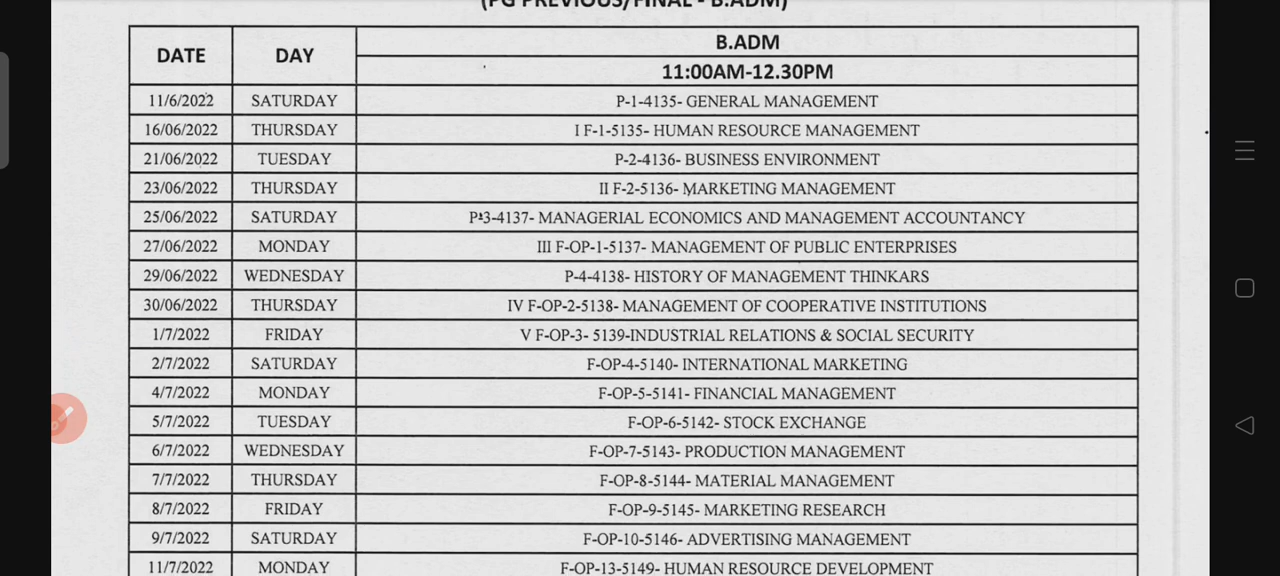 (PG PREVIOUS/FINAL - B.ADM)
DATE DAY B.ADM
11:00AM-12.30PM
11/6/2022 SATURDAY P-1-4135- GENERAL MANAGEMENT
16/06/2022 THURSDAY I F-1-5135- HUMAN RESOURCE MANAGEMENT
21/06/2022 TUESDAY P-2-4136- BUSINESS ENVIRONMENT
23/06/2022 THURSDAY II F-2-5136- MARKETING MANAGEMENT
25/06/2022 SATURDAY P-3-4137- MANAGERIAL ECONOMICS AND MANAGEMENT ACCOUNTANCY
27/06/2022 MONDAY III F-OP-1-5137- MANAGEMENT OF PUBLIC ENTERPRISES
29/06/2022 WEDNESDAY P-4-4138- HISTORY OF MANAGEMENT THINKARS
30/06/2022 THURSDAY IV F-OP-2-5138- MANAGEMENT OF COOPERATIVE INSTITUTIONS
1/7/2022 FRIDAY V F-OP-3- 5139-INDUSTRIAL RELATIONS & SOCIAL SECURITY
2/7/2022 SATURDAY F-OP-4-5140- INTERNATIONAL MARKETING
4/7/2022 MONDAY F-OP-5-5141- FINANCIAL MANAGEMENT
5/7/2022 TUESDAY F-OP-6-5142- STOCK EXCHANGE
6/7/2022 WEDNESDAY F-OP-7-5143- PRODUCTION MANAGEMENT
7/7/2022 THURSDAY F-OP-8-5144- MATERIAL MANAGEMENT
8/7/2022 FRIDAY F-OP-9-5145- MARKETING RESEARCH
9/7/2022 SATURDAY F-OP-10-5146- ADVERTISING MANAGEMENT
11/7/2022 MONDAY F-OP-13-5149- HUMAN RESOURCE DEVELOPMENT